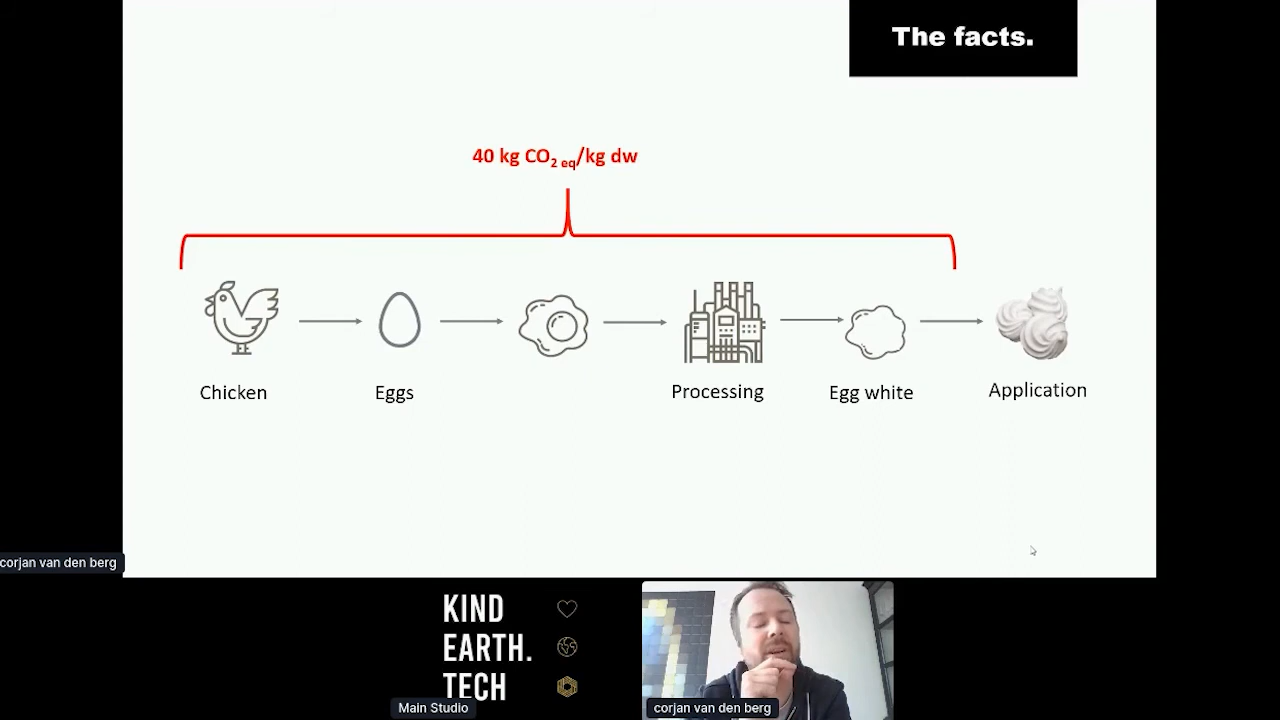 The facts.
40 kg CO2 eq/kg dw
Chicken
Eggs
Processing
Egg white
Application
corjan van den berg
KIND
EARTH.
TECH
Main Studio
corjan van den berg